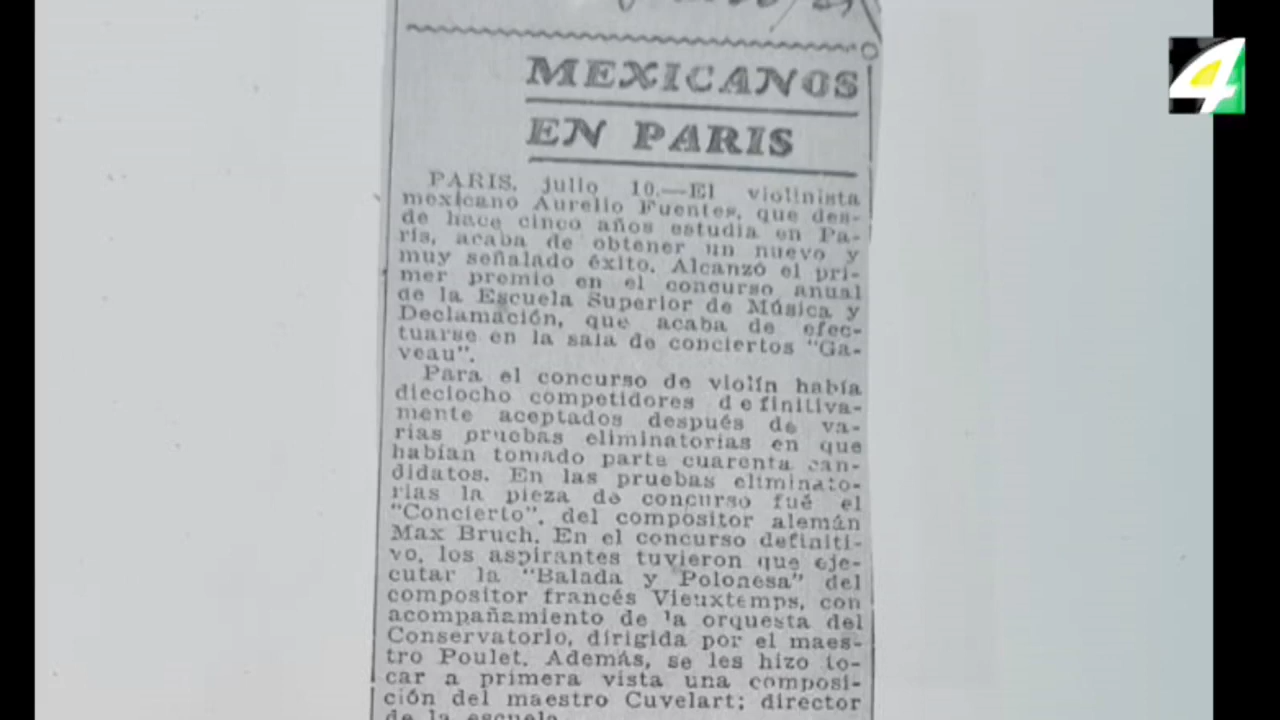 MEXICANOS
EN PARIS
PARIS, julio 10.—El violinista
mexicano Aurelio Fuentes, que des-
de hace cinco años estudia en Pa-
rís, acaba de obtener un nuevo y
muy señalado éxito. Alcanzó el pri-
mer premio en el concurso anual
de la Escuela Superior de Música y
Declamación, que acaba de efec-
tuarse en la sala de conciertos "Ga-
veau".
Para el concurso de violín había
dieciocho competidores definitiva-
mente aceptados después de va-
rias pruebas eliminatorias en que
habían tomado parte cuarenta can-
didatos. En las pruebas eliminato-
rias la pieza de concurso fué el
"Concierto", del compositor alemán
Max Bruch. En el concurso definiti-
vo, los aspirantes tuvieron que eje-
cutar la "Balada y Polonesa" del
compositor francés Vieuxtemps, con
acompañamiento de la orquesta del
Conservatorio, dirigida por el maes-
tro Poulet. Además, se les hizo to-
car a primera vista una composi-
ción del maestro Cuvelart; director
de la escuela
4